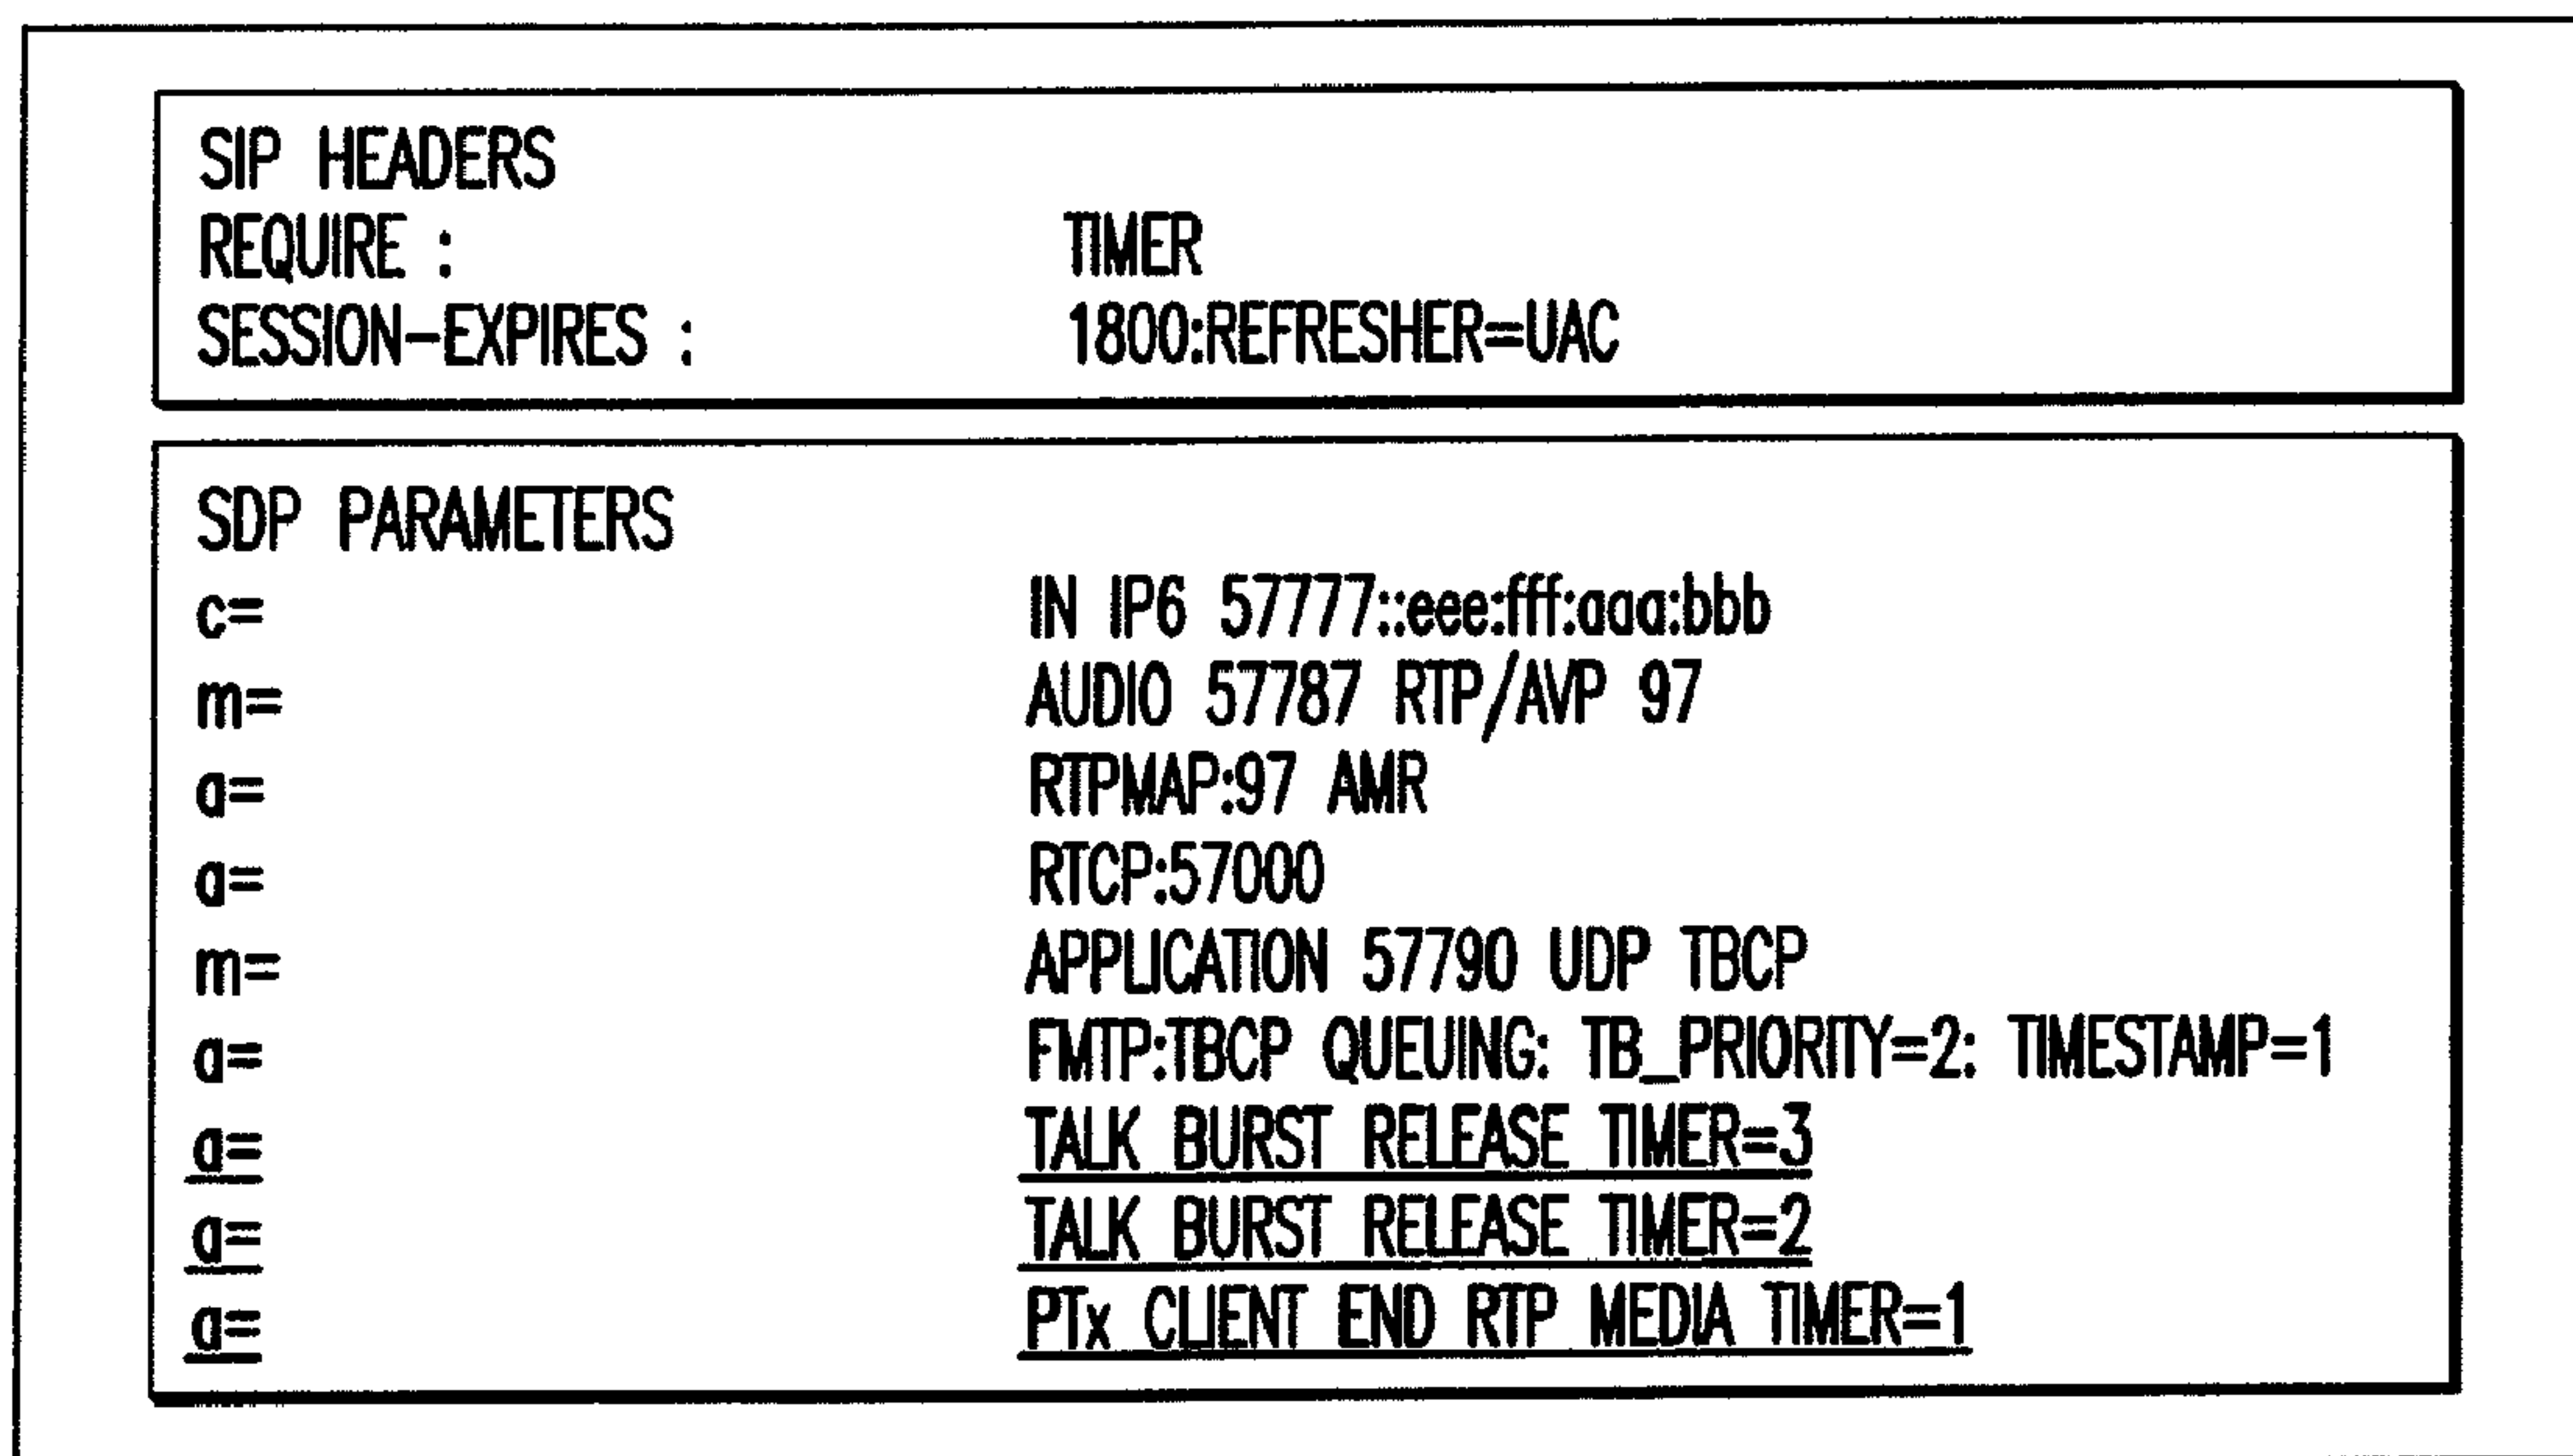 SIP HEADERS
REQUIRE : TIMER
SESSION-EXPIRES : 1800:REFRESHER=UAC
SDP PARAMETERS
c= IN IP6 57777::eee:fff:aaa:bbb
m= AUDIO 57787 RTP/AVP 97
a= RTPMAP:97 AMR
a= RTCP:57000
m= APPLICATION 57790 UDP TBCP
a= FMTP:TBCP QUEUING: TB_PRIORITY=2: TIMESTAMP=1
a= TALK BURST RELEASE TIMER=3
a= TALK BURST RELEASE TIMER=2
a= PTx CLIENT END RTP MEDIA TIMER=1